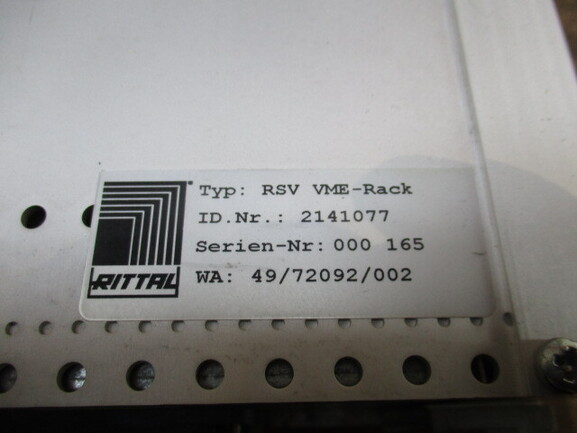 Typ: RSV VME-Rack
ID.Nr.: 2141077
Serien-Nr: 000 165
WA: 49/72092/002
RITTAL